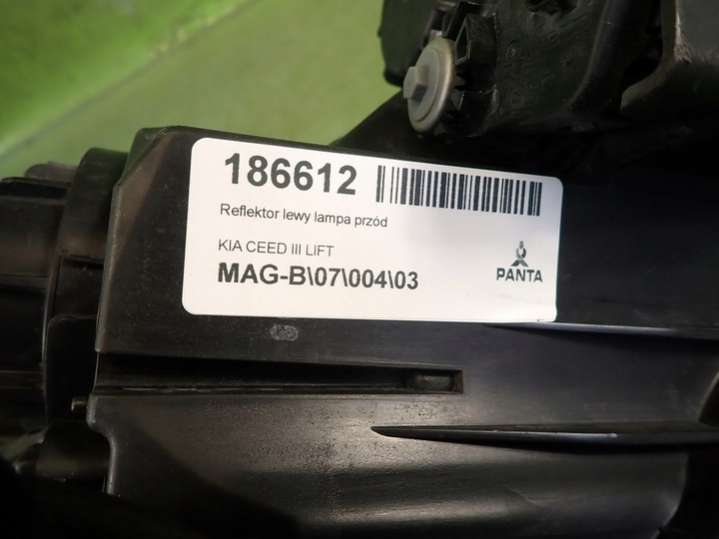 186612
Reflektor lewy lampa przód
KIA CEED III LIFT
MAG-B\07\004\03
PANTA